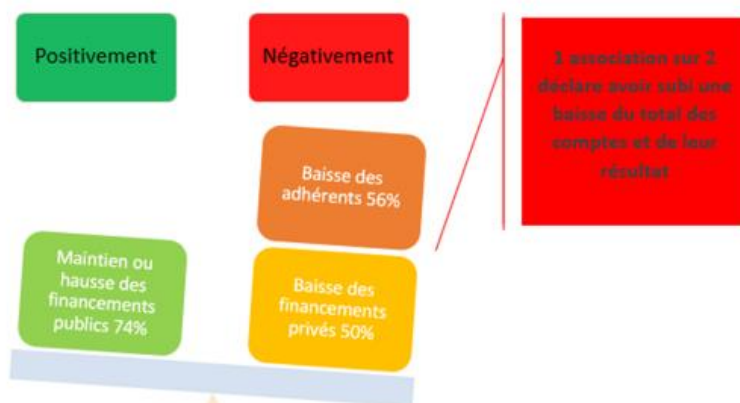 Positivement
Négativement
1 association sur 2
déclare avoir subi une
baisse du total des
comptes et de leur
résultat
Baisse des
adhérents 56%
Maintien ou
hausse des
financements
publics 74%
Baisse des
financements
privés 50%